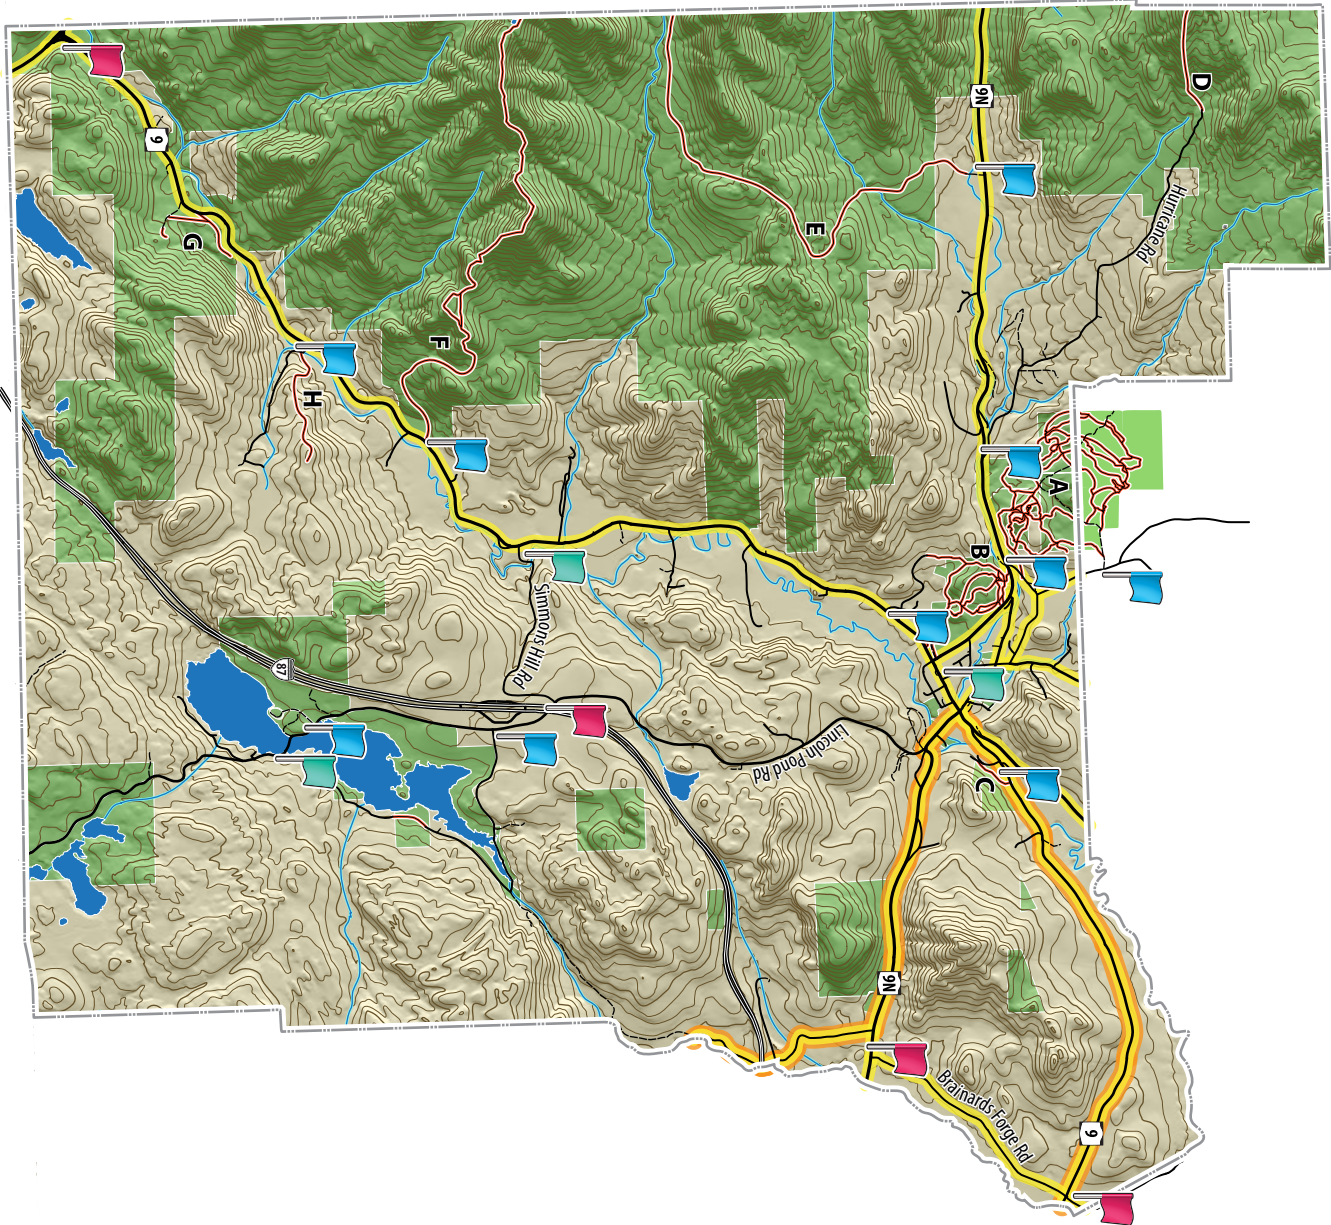 D
9N
9
Hurricane Rd
E
G
F
H
A
B
Simmons Hill Rd
87
Lincoln Pond Rd
C
9N
Brainards Forge Rd
9